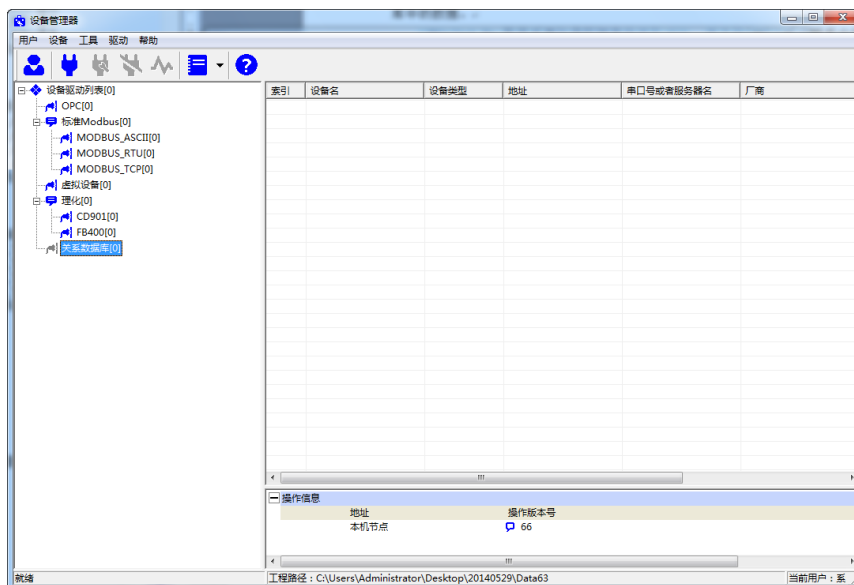 设备管理器
用户 设备 工具 驱动 帮助
设备驱动列表[0]
OPC[0]
标准Modbus[0]
MODBUS_ASCII[0]
MODBUS_RTU[0]
MODBUS_TCP[0]
虚拟设备[0]
理化[0]
CD901[0]
FB400[0]
关系数据库[0]
索引 设备名 设备类型 地址 串口号或者服务器名 厂商
操作信息
地址 操作版本号
本机节点 66
就绪 工程路径：C:\Users\Administrator\Desktop\20140529\Data63 当前用户：系